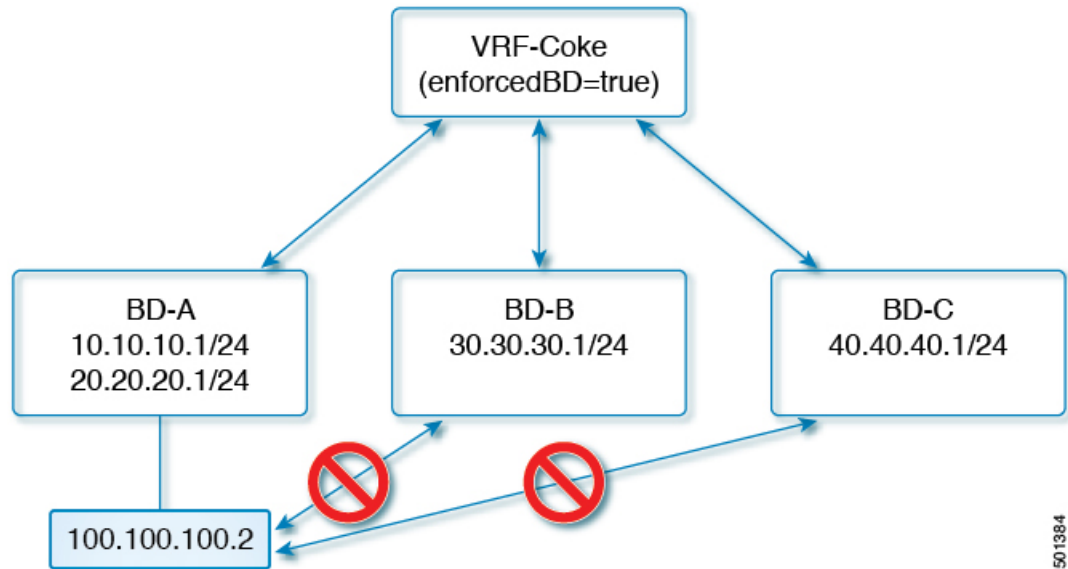 VRF-Coke
(enforcedBD=true)
BD-A
10.10.10.1/24
20.20.20.1/24
BD-B
30.30.30.1/24
BD-C
40.40.40.1/24
100.100.100.2
501384